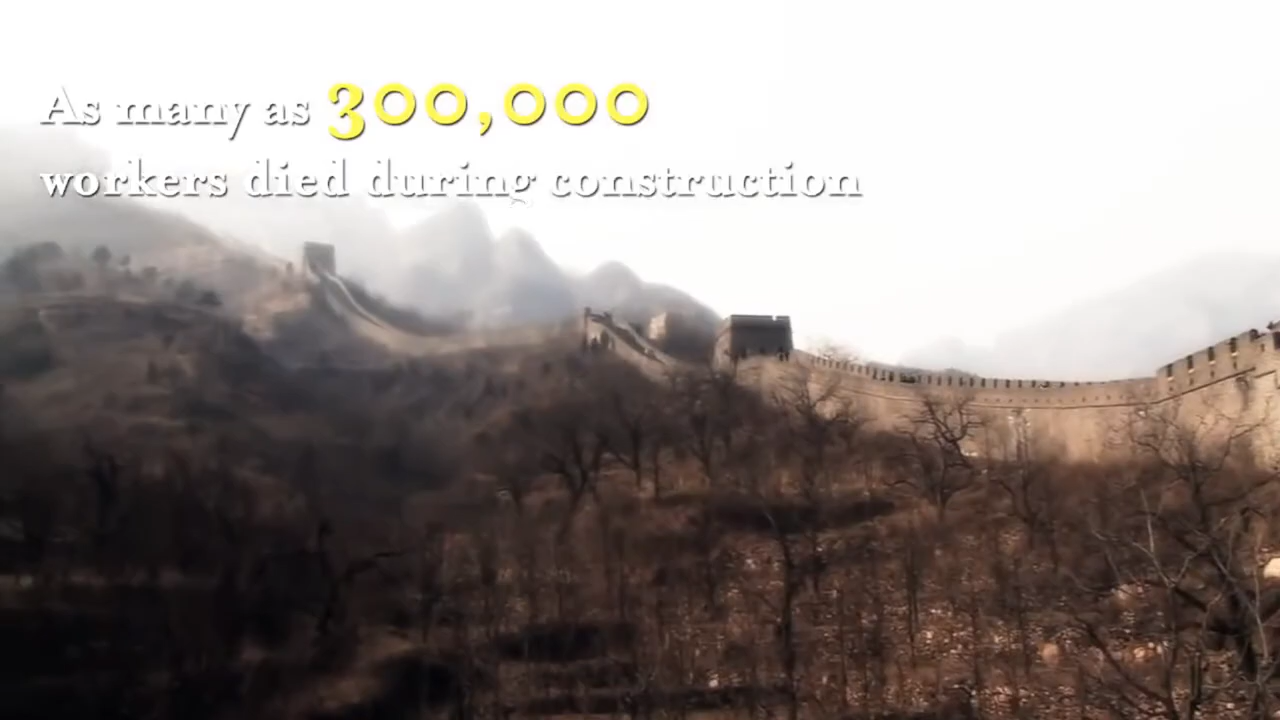 As many as 300,000
workers died during construction